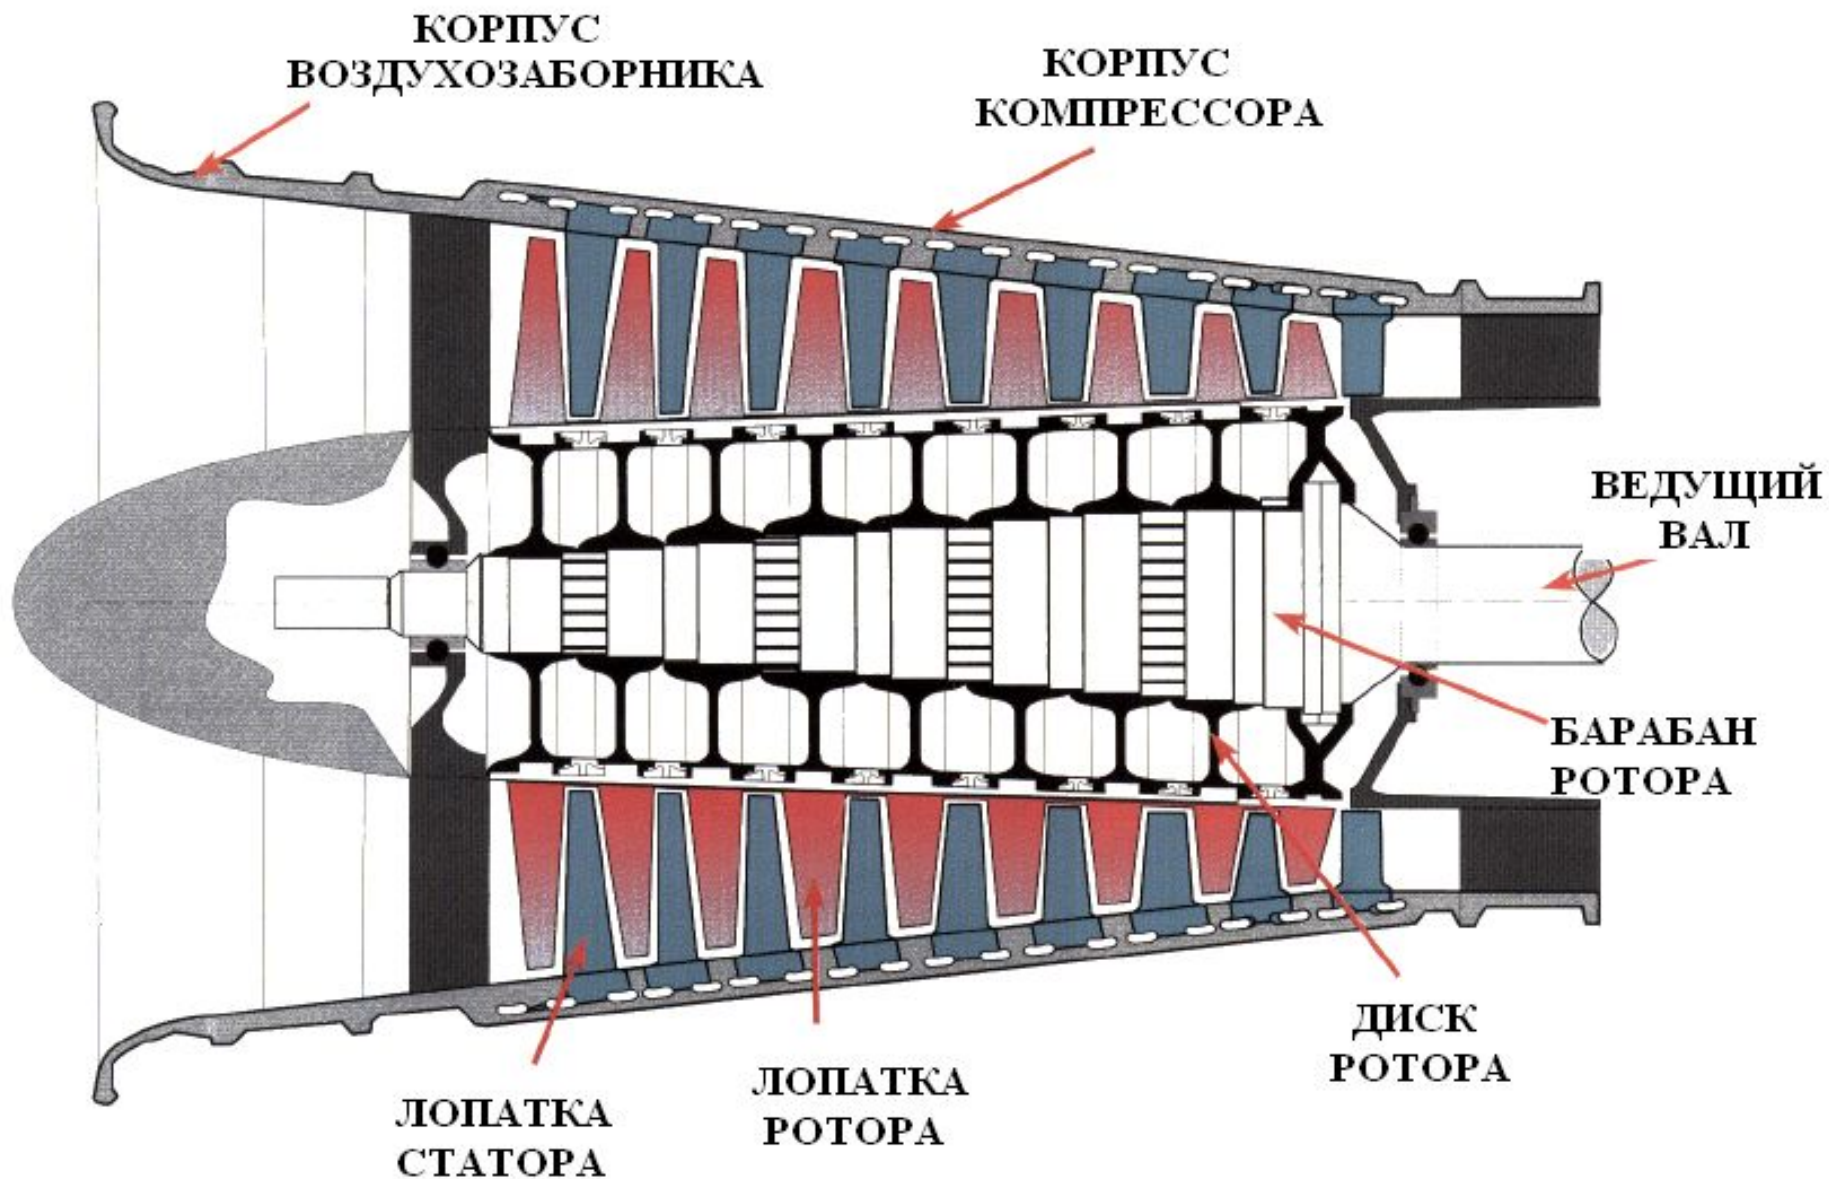 КОРПУС
ВОЗДУХОЗАБОРНИКА
КОРПУС
КОМПРЕССОРА
ВЕДУЩИЙ
ВАЛ
БАРАБАН
РОТОРА
ДИСК
РОТОРА
ЛОПАТКА
РОТОРА
ЛОПАТКА
СТАТОРА